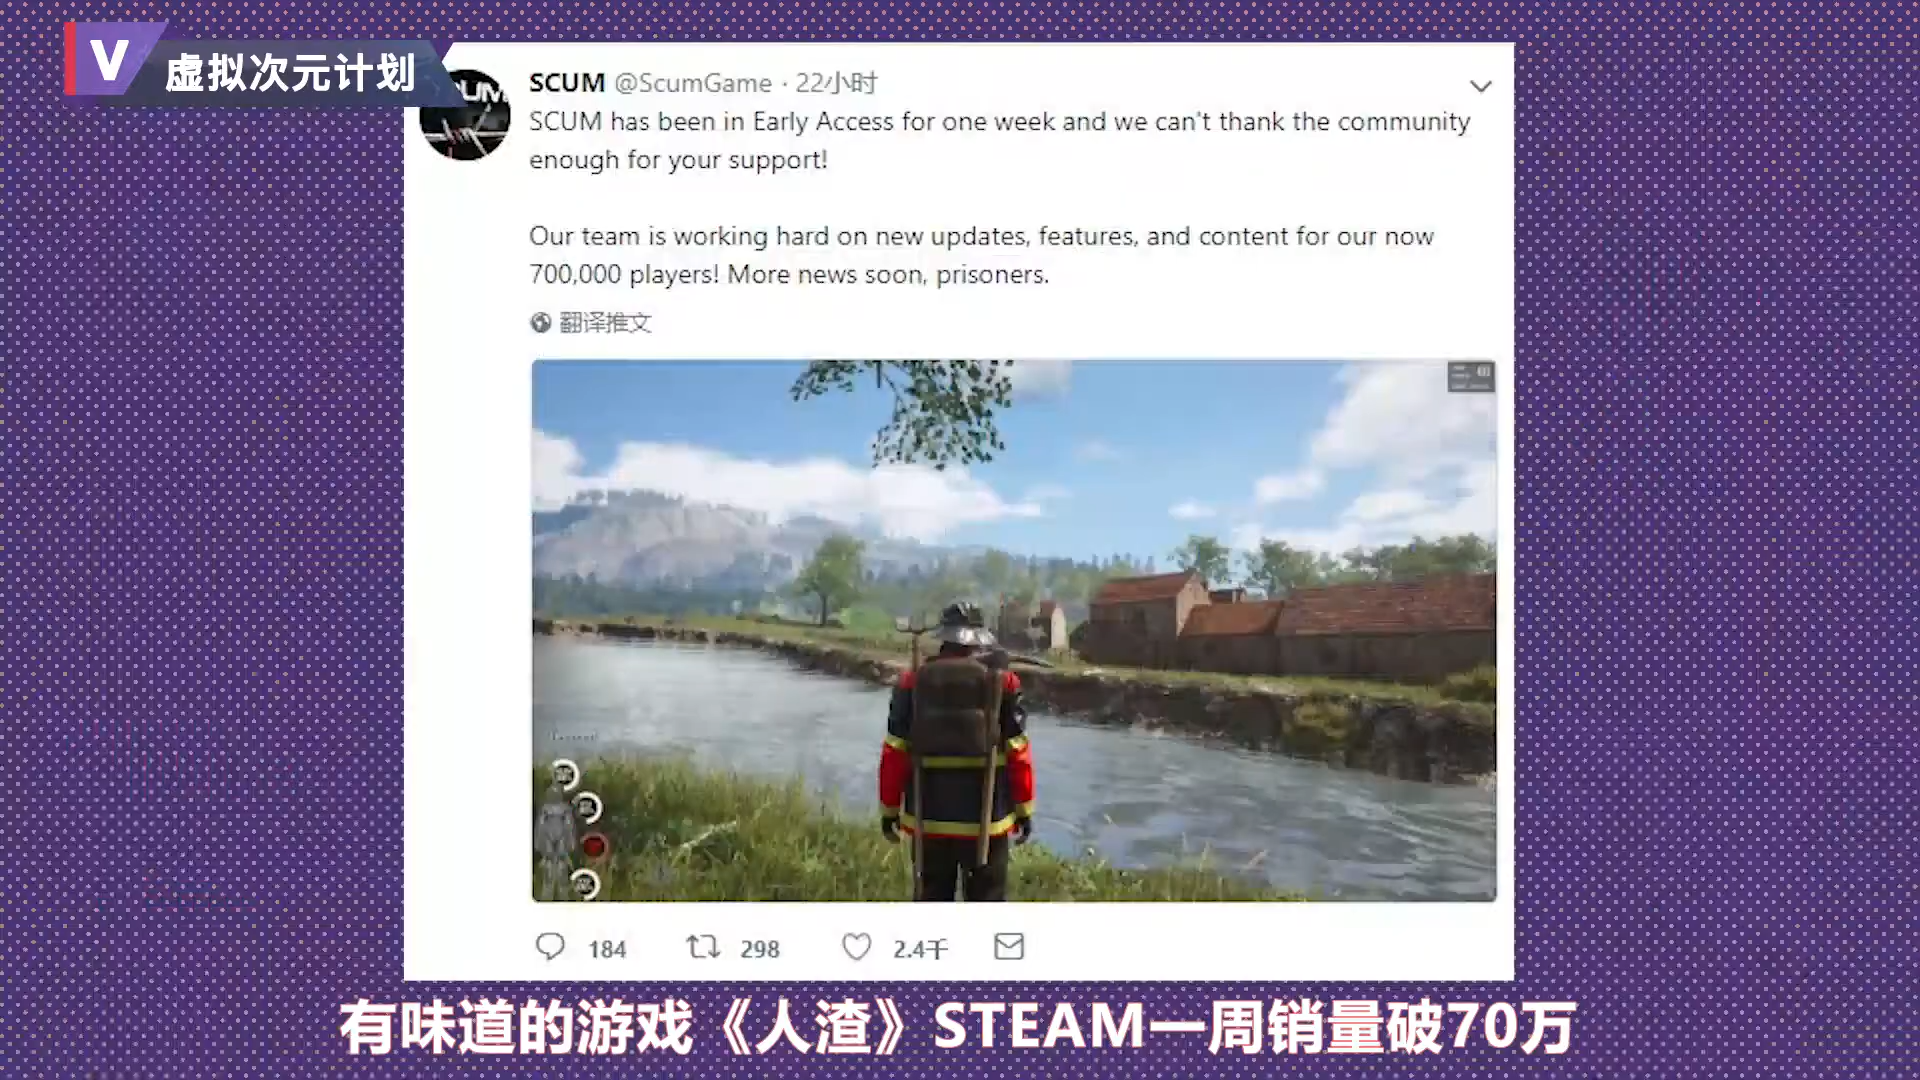 V
虚拟次元计划
SCUM @ScumGame · 22小时
SCUM has been in Early Access for one week and we can't thank the community
enough for your support!
Our team is working hard on new updates, features, and content for our now
700,000 players! More news soon, prisoners.
翻译推文
184 298 2.4千
有味道的游戏《人渣》STEAM一周销量破70万